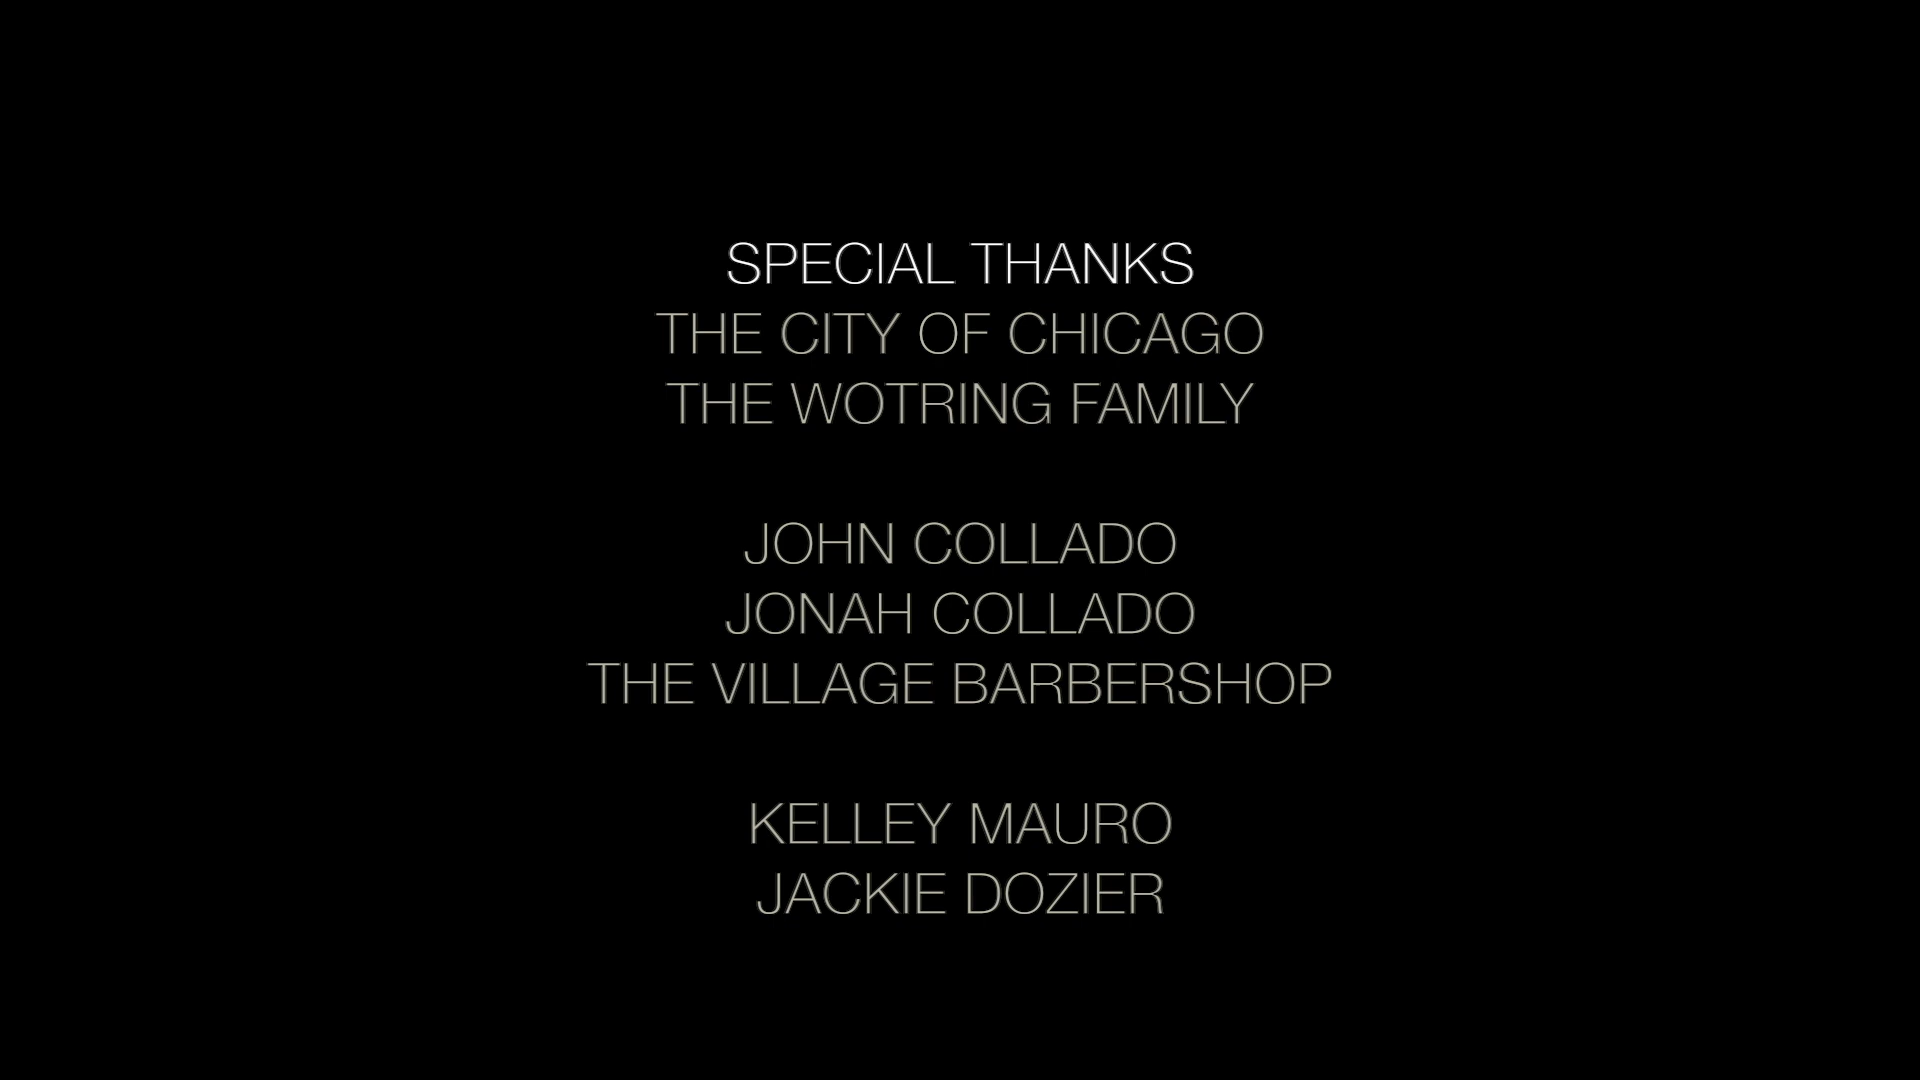 SPECIAL THANKS
THE CITY OF CHICAGO
THE WOTRING FAMILY
JOHN COLLADO
JONAH COLLADO
THE VILLAGE BARBERSHOP
KELLEY MAURO
JACKIE DOZIER